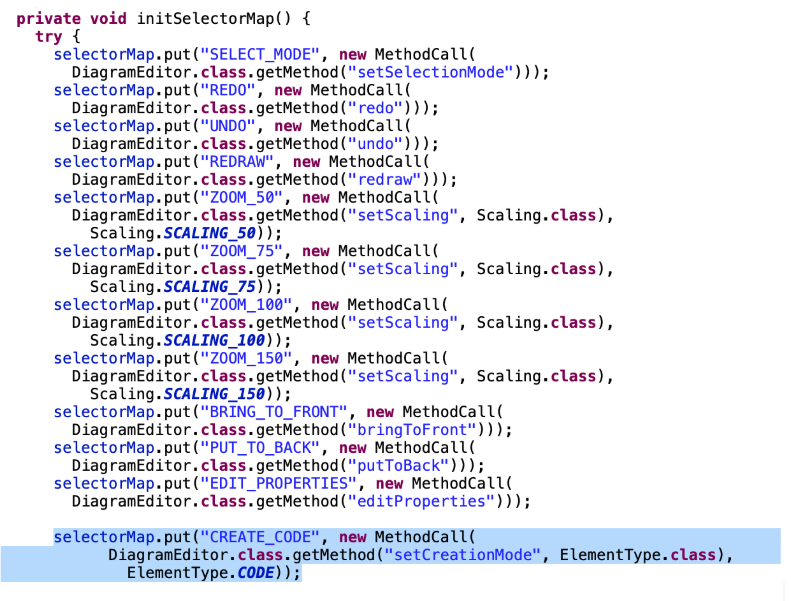 private void initSelectorMap() {
try {
selectorMap.put("SELECT_MODE", new MethodCall(
DiagramEditor.class.getMethod("setSelectionMode")));
selectorMap.put("REDO", new MethodCall(
DiagramEditor.class.getMethod("redo")));
selectorMap.put("UNDO", new MethodCall(
DiagramEditor.class.getMethod("undo")));
selectorMap.put("REDRAW", new MethodCall(
DiagramEditor.class.getMethod("redraw")));
selectorMap.put("ZOOM_50", new MethodCall(
DiagramEditor.class.getMethod("setScaling", Scaling.class),
Scaling.SCALING_50));
selectorMap.put("ZOOM_75", new MethodCall(
DiagramEditor.class.getMethod("setScaling", Scaling.class),
Scaling.SCALING_75));
selectorMap.put("ZOOM_100", new MethodCall(
DiagramEditor.class.getMethod("setScaling", Scaling.class),
Scaling.SCALING_100));
selectorMap.put("ZOOM_150", new MethodCall(
DiagramEditor.class.getMethod("setScaling", Scaling.class),
Scaling.SCALING_150));
selectorMap.put("BRING_TO_FRONT", new MethodCall(
DiagramEditor.class.getMethod("bringToFront")));
selectorMap.put("PUT_TO_BACK", new MethodCall(
DiagramEditor.class.getMethod("putToBack")));
selectorMap.put("EDIT_PROPERTIES", new MethodCall(
DiagramEditor.class.getMethod("editProperties")));
selectorMap.put("CREATE_CODE", new MethodCall(
DiagramEditor.class.getMethod("setCreationMode", ElementType.class),
ElementType.CODE));